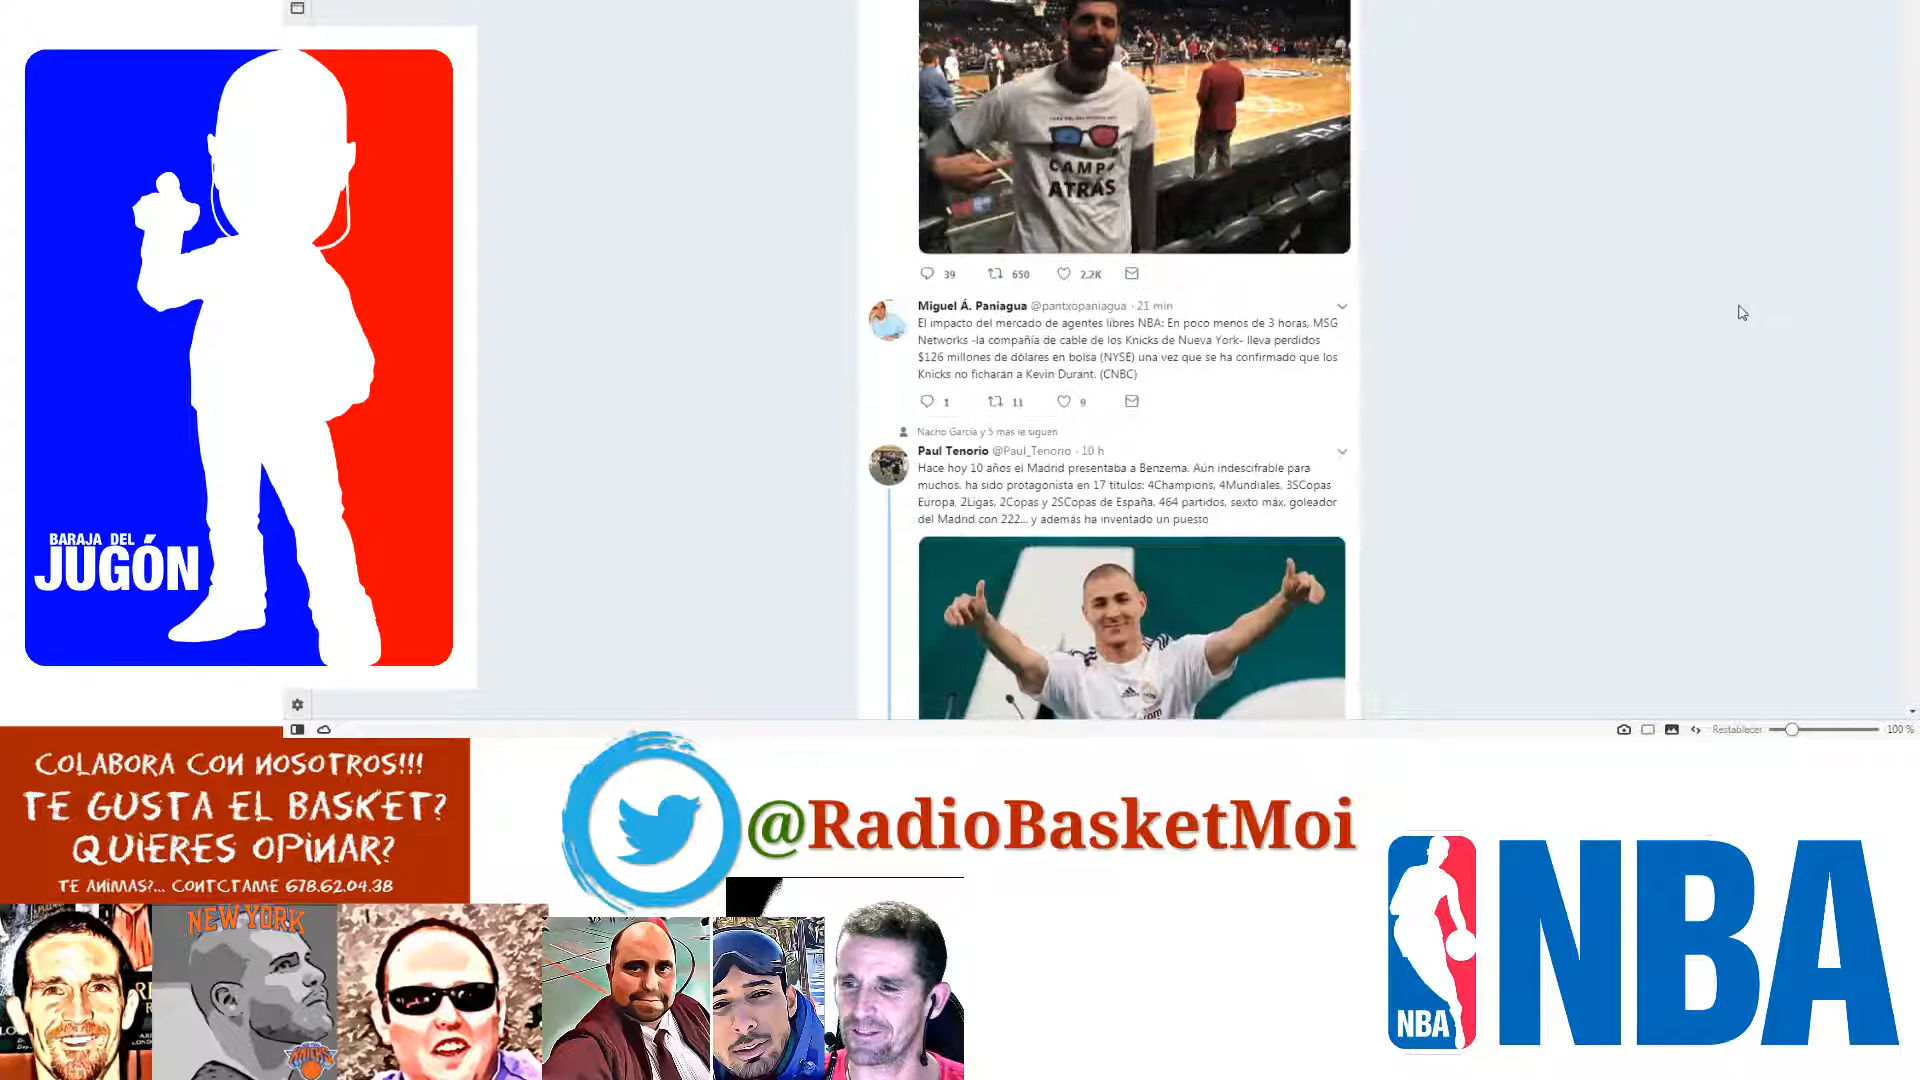 CAMPO
ATRÁS
39 650 2.2K
Miguel Á. Paniagua @pantxopaniagua · 21 min
El impacto del mercado de agentes libres NBA: En poco menos de 3 horas, MSG
Networks -la compañía de cable de los Knicks de Nueva York- lleva perdidos
$126 millones de dólares en bolsa (NYSE) una vez que se ha confirmado que los
Knicks no ficharán a Kevin Durant. (CNBC)
1 11 9
Nacho García y 5 más le siguen
Paul Tenorio @Paul_Tenorio · 10 h
Hace hoy 10 años el Madrid presentaba a Benzema. Aún indescifrable para
muchos, ha sido protagonista en 17 títulos: 4Champions, 4Mundiales, 3SCopas
Europa, 2Ligas, 2Copas y 2SCopas de España, 464 partidos, sexto máx. goleador
del Madrid con 222... y además ha inventado un puesto
BARAJA DEL
JUGÓN
Restablecer 100 %
COLABORA CON NOSOTROS!!!
TE GUSTA EL BASKET?
QUIERES OPINAR?
TE ANIMAS?... CONTCTAME 678.62.04.38
@RadioBasketMoi
NEW YORK
KNICKS
NBA
NBA